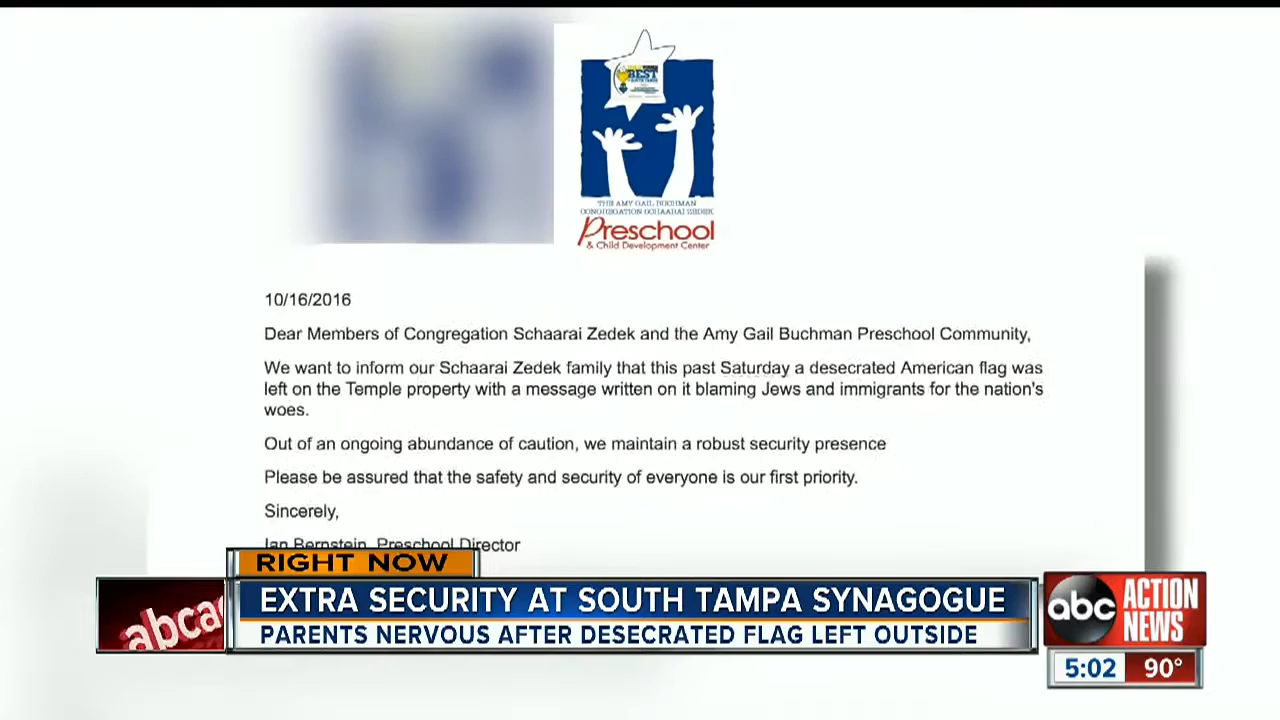 BEST
THE AMY GAIL BUCHMAN
CONGREGATION SCHAARAI ZEDEK
Preschool
& Child Development Center
10/16/2016
Dear Members of Congregation Schaarai Zedek and the Amy Gail Buchman Preschool Community,
We want to inform our Schaarai Zedek family that this past Saturday a desecrated American flag was
left on the Temple property with a message written on it blaming Jews and immigrants for the nation's
woes.
Out of an ongoing abundance of caution, we maintain a robust security presence
Please be assured that the safety and security of everyone is our first priority.
Sincerely,
Ian Bernstein, Preschool Director
RIGHT NOW
EXTRA SECURITY AT SOUTH TAMPA SYNAGOGUE
PARENTS NERVOUS AFTER DESECRATED FLAG LEFT OUTSIDE
abcac
abc ACTION
NEWS
5:02 90°